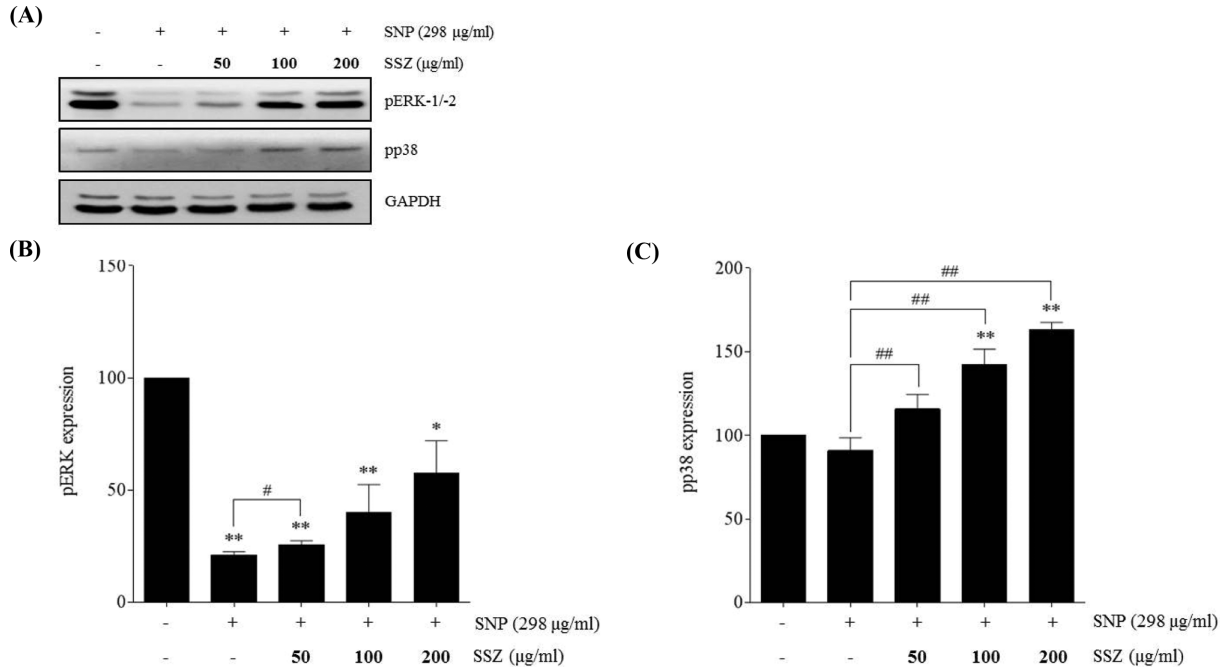 (A)
- + + + + SNP (298 µg/ml)
- - 50 100 200 SSZ (µg/ml)
pERK-1/-2
pp38
GAPDH
(B)
150
100
50
0
pERK expression
**
#
**
**
*
- + + + + SNP (298 µg/ml)
- - 50 100 200 SSZ (µg/ml)
(C)
200
150
100
50
0
pp38 expression
##
##
##
**
**
- + + + + SNP (298 µg/ml)
- - 50 100 200 SSZ (µg/ml)